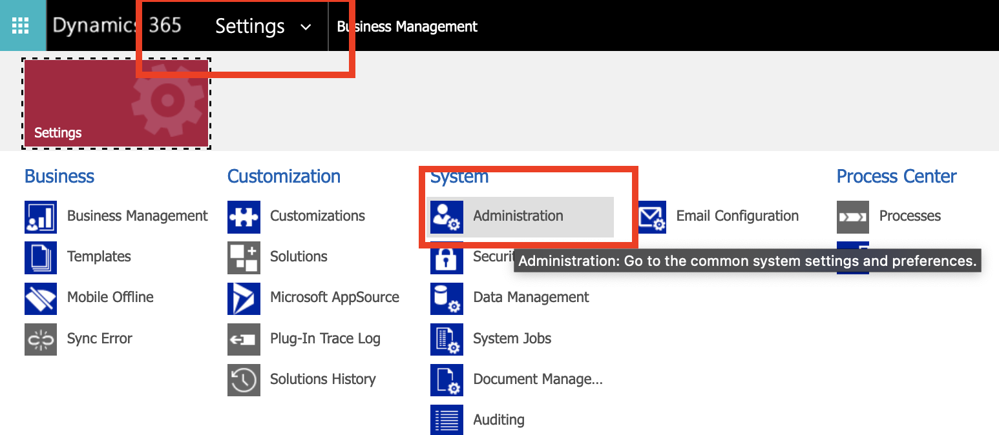 Dynamics 365 Settings Business Management
Settings
Business
Business Management
Templates
Mobile Offline
Sync Error
Customization
Customizations
Solutions
Microsoft AppSource
Plug-In Trace Log
Solutions History
System
Administration
Administration: Go to the common system settings and preferences.
Data Management
System Jobs
Document Manage...
Auditing
Email Configuration
Process Center
Processes